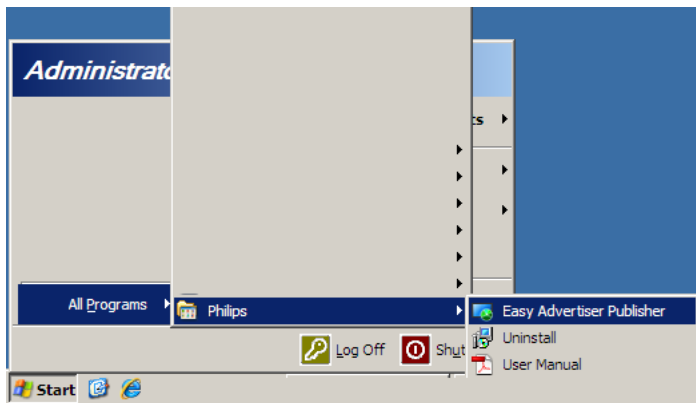 Administrato
ts
All Programs
Philips
Easy Advertiser Publisher
Uninstall
User Manual
Log Off
Shut
Start